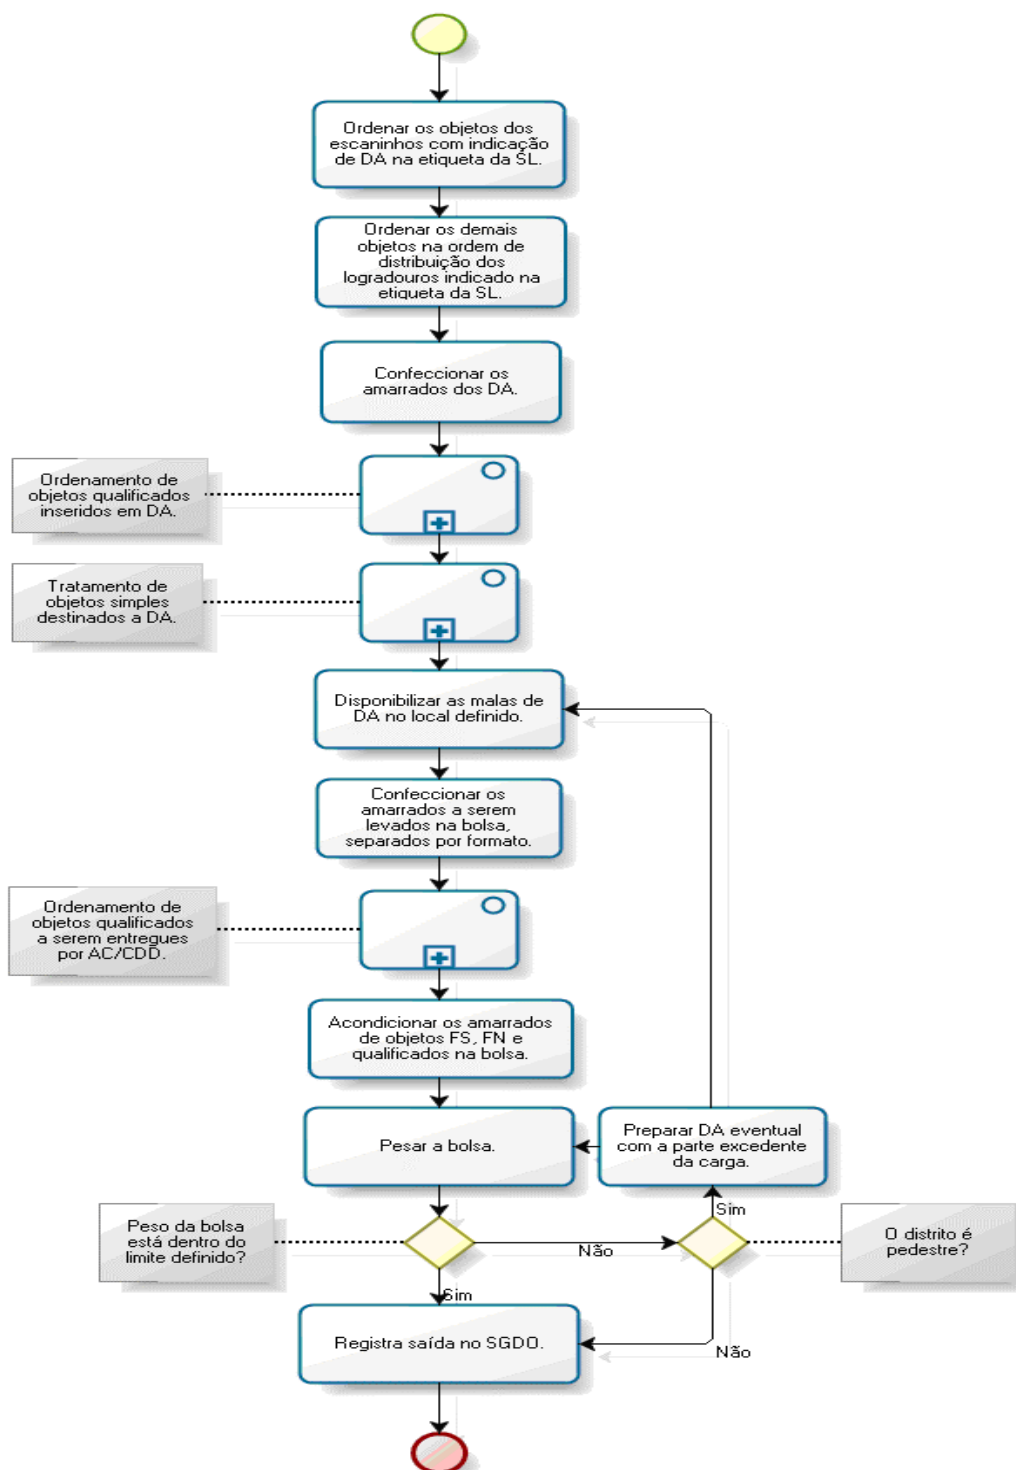 Ordenar os objetos dos
escaninhos com indicação
de DA na etiqueta da SL.
Ordenar os demais
objetos na ordem de
distribuição dos
logradouros indicado na
etiqueta da SL.
Confeccionar os
amarrados dos DA.
Ordenamento de
objetos qualificados
inseridos em DA.
Tratamento de
objetos simples
destinados a DA.
Disponibilizar as malas de
DA no local definido.
Confeccionar os
amarrados a serem
levados na bolsa,
separados por formato.
Ordenamento de
objetos qualificados
a serem entregues
por AC/CDD.
Acondicionar os amarrados
de objetos FS, FN e
qualificados na bolsa.
Pesar a bolsa.
Preparar DA eventual
com a parte excedente
da carga.
Sim
Peso da bolsa
está dentro do
limite definido?
Não
O distrito é
pedestre?
Sim
Registra saída no SGDO.
Não